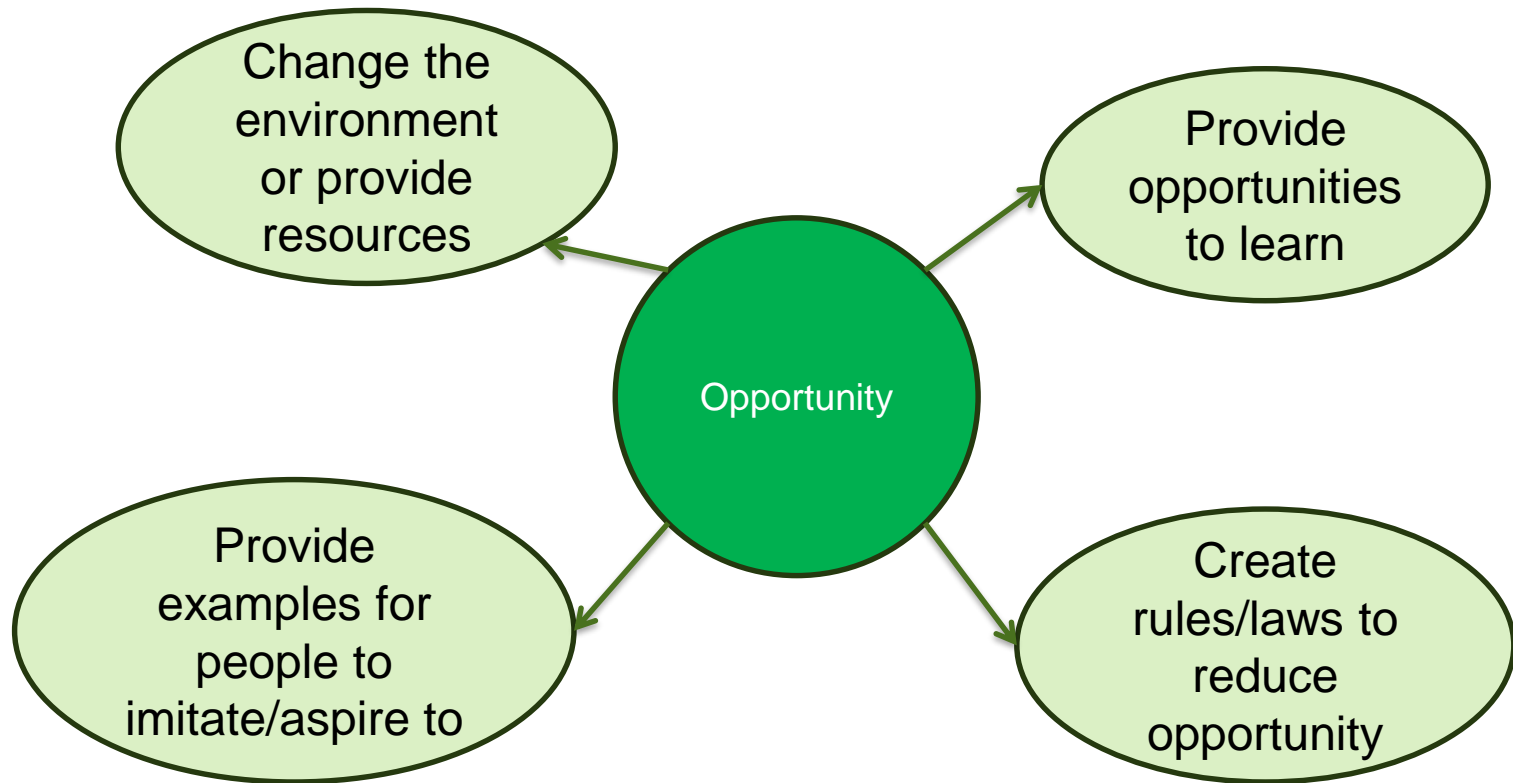 Change the
environment
or provide
resources
Provide
opportunities
to learn
Opportunity
Provide
examples for
people to
imitate/aspire to
Create
rules/laws to
reduce
opportunity